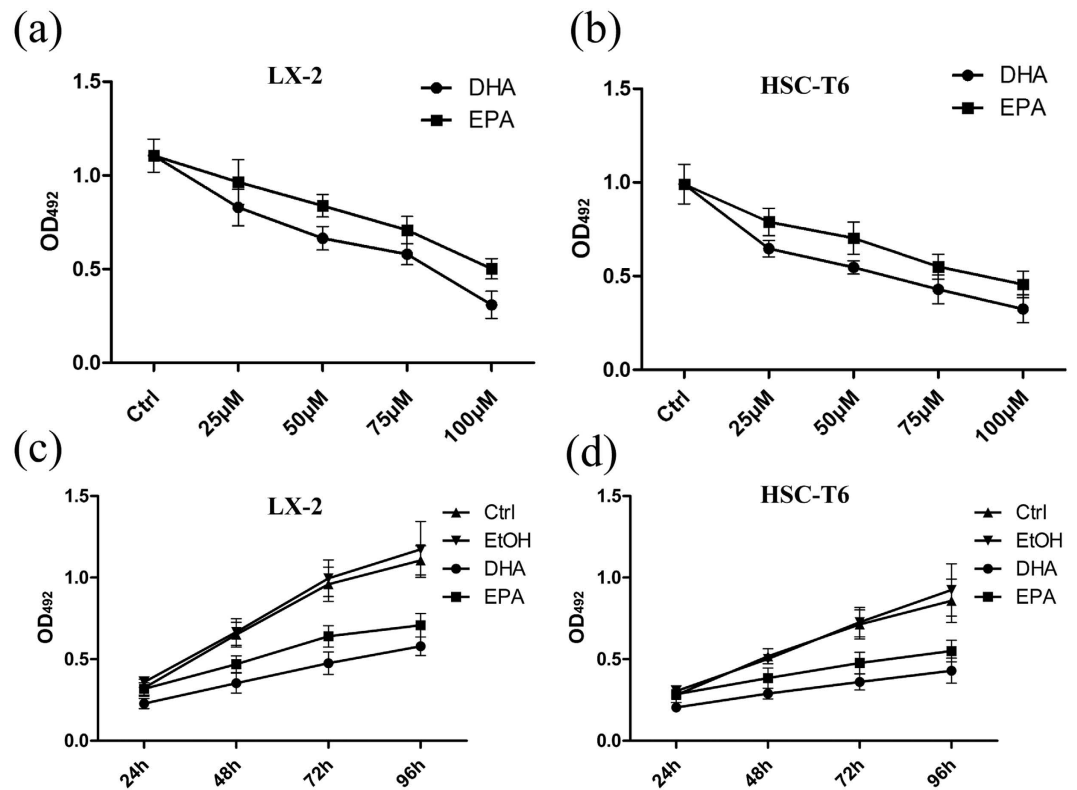 (a)
LX-2
DHA
EPA
OD492
1.5
1.0
0.5
0.0
Ctrl
25μM
50μM
75μM
100μM
(b)
HSC-T6
DHA
EPA
OD492
1.5
1.0
0.5
0.0
Ctrl
25μM
50μM
75μM
100μM
(c)
LX-2
Ctrl
EtOH
DHA
EPA
OD492
1.5
1.0
0.5
0.0
24h
48h
72h
96h
(d)
HSC-T6
Ctrl
EtOH
DHA
EPA
OD492
1.5
1.0
0.5
0.0
24h
48h
72h
96h